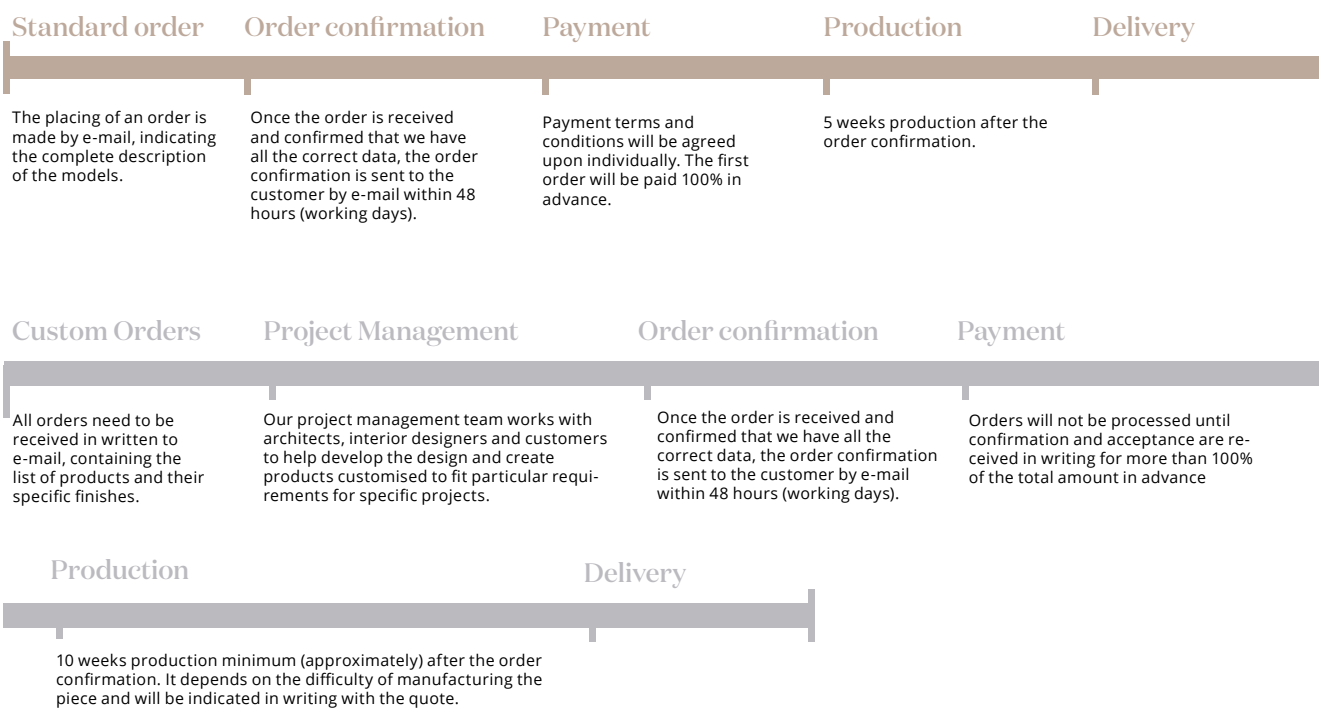 Standard order
The placing of an order is
made by e-mail, indicating
the complete description
of the models.
Order confirmation
Once the order is received
and confirmed that we have
all the correct data, the order
confirmation is sent to the
customer by e-mail within 48
hours (working days).
Payment
Payment terms and
conditions will be agreed
upon individually. The first
order will be paid 100% in
advance.
Production
5 weeks production after the
order confirmation.
Delivery
Custom Orders
All orders need to be
received in written to
e-mail, containing the
list of products and their
specific finishes.
Project Management
Our project management team works with
architects, interior designers and customers
to help develop the design and create
products customised to fit particular requi-
rements for specific projects.
Order confirmation
Once the order is received and
confirmed that we have all the
correct data, the order confirmation
is sent to the customer by e-mail
within 48 hours (working days).
Payment
Orders will not be processed until
confirmation and acceptance are re-
ceived in writing for more than 100%
of the total amount in advance
Production
10 weeks production minimum (approximately) after the order
confirmation. It depends on the difficulty of manufacturing the
piece and will be indicated in writing with the quote.
Delivery